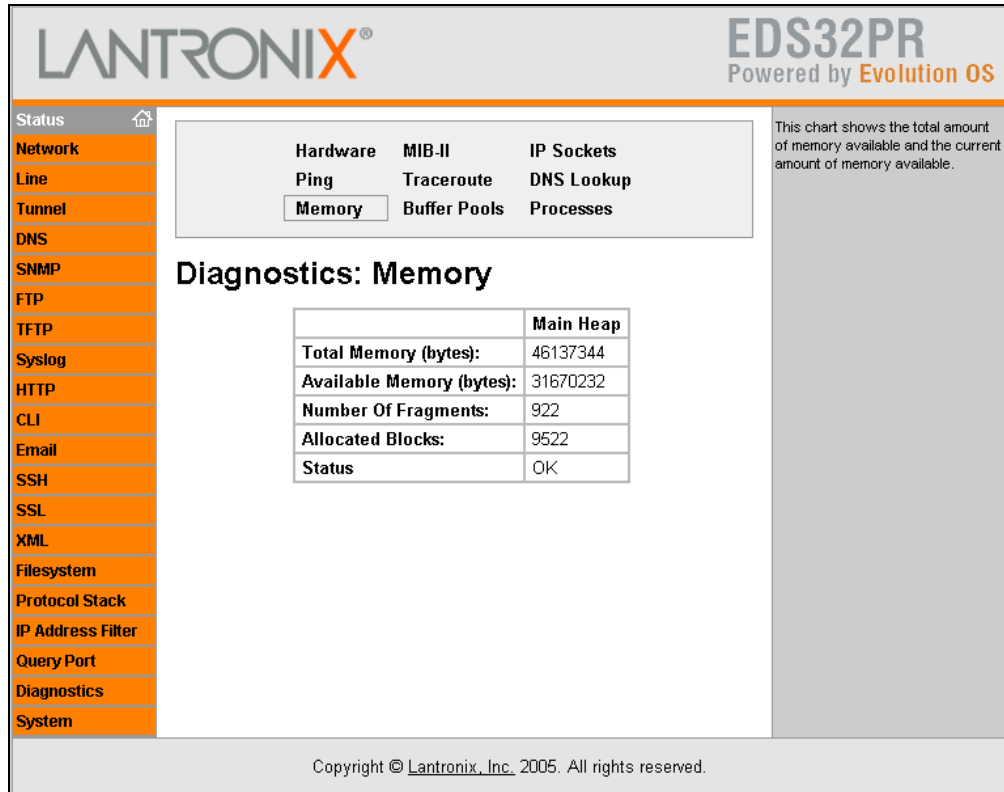 LANTRONIX®
EDS32PR
Powered by Evolution OS
Status
Network
Line
Tunnel
DNS
SNMP
FTP
TFTP
Syslog
HTTP
CLI
Email
SSH
SSL
XML
Filesystem
Protocol Stack
IP Address Filter
Query Port
Diagnostics
System
Hardware MIB-II IP Sockets
Ping Traceroute DNS Lookup
Memory Buffer Pools Processes
Diagnostics: Memory
Main Heap
Total Memory (bytes): 46137344
Available Memory (bytes): 31670232
Number Of Fragments: 922
Allocated Blocks: 9522
Status OK
This chart shows the total amount
of memory available and the current
amount of memory available.
Copyright © Lantronix, Inc. 2005. All rights reserved.